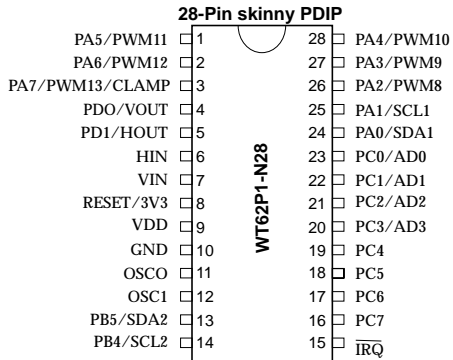 28-Pin skinny PDIP
PA5/PWM11 1 28 PA4/PWM10
PA6/PWM12 2 27 PA3/PWM9
PA7/PWM13/CLAMP 3 26 PA2/PWM8
PDO/VOUT 4 25 PA1/SCL1
PD1/HOUT 5 24 PA0/SDA1
HIN 6 23 PC0/AD0
VIN 7 22 PC1/AD1
RESET/3V3 8 21 PC2/AD2
VDD 9 20 PC3/AD3
GND 10 19 PC4
OSCO 11 18 PC5
OSC1 12 17 PC6
PB5/SDA2 13 16 PC7
PB4/SCL2 14 15 IRQ
WT62P1-N28